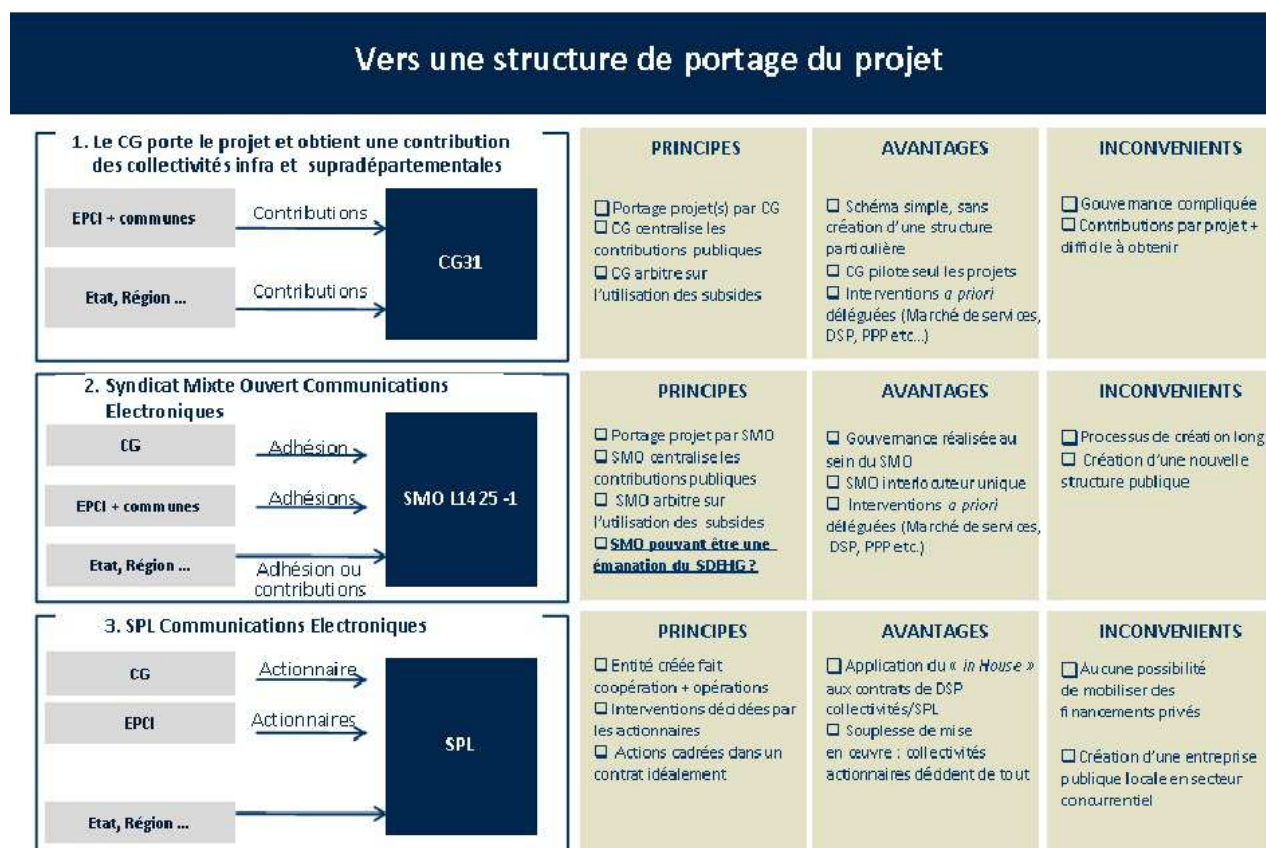 Vers une structure de portage du projet
1. Le CG porte le projet et obtient une contribution
des collectivités infra et supradépartementales
EPCI + communes
Contributions
Etat, Région ...
Contributions
CG31
PRINCIPES
Portage projet(s) par CG
CG centralise les
contributions publiques
CG arbitre sur
l'utilisation des subsides
AVANTAGES
Schéma simple, sans
création d'une structure
particulière
CG pilote seul les projets
Interventions a priori
déléguées (Marché de services,
DSP, PPP etc...)
INCONVENIENTS
Gouvernance compliquée
Contributions par projet +
difficile à obtenir
2. Syndicat Mixte Ouvert Communications
Electroniques
CG
Adhésion
EPCI + communes
Adhésions
Etat, Région ...
Adhésion ou
contributions
SMO L1425 -1
PRINCIPES
Portage projet par SMO
SMO centralise les
contributions publiques
SMO arbitre sur
l'utilisation des subsides
SMO pouvant être une
émanation du SDEHG ?
AVANTAGES
Gouvernance réalisée au
sein du SMO
SMO interlocuteur unique
Interventions a priori
déléguées (Marché de services,
DSP, PPP etc.)
INCONVENIENTS
Processus de création long
Création d'une nouvelle
structure publique
3. SPL Communications Electroniques
CG
Actionnaire
EPCI
Actionnaires
Etat, Région ...
SPL
PRINCIPES
Entité créée fait
coopération + opérations
Interventions décidées par
les actionnaires
Actions cadrées dans un
contrat idéalement
AVANTAGES
Application du « in House »
aux contrats de DSP
collectivités/SPL
Souplesse de mise
en œuvre : collectivités
actionnaires décident de tout
INCONVENIENTS
Aucune possibilité
de mobiliser des
financements privés
Création d'une entreprise
publique locale en secteur
concurrentiel